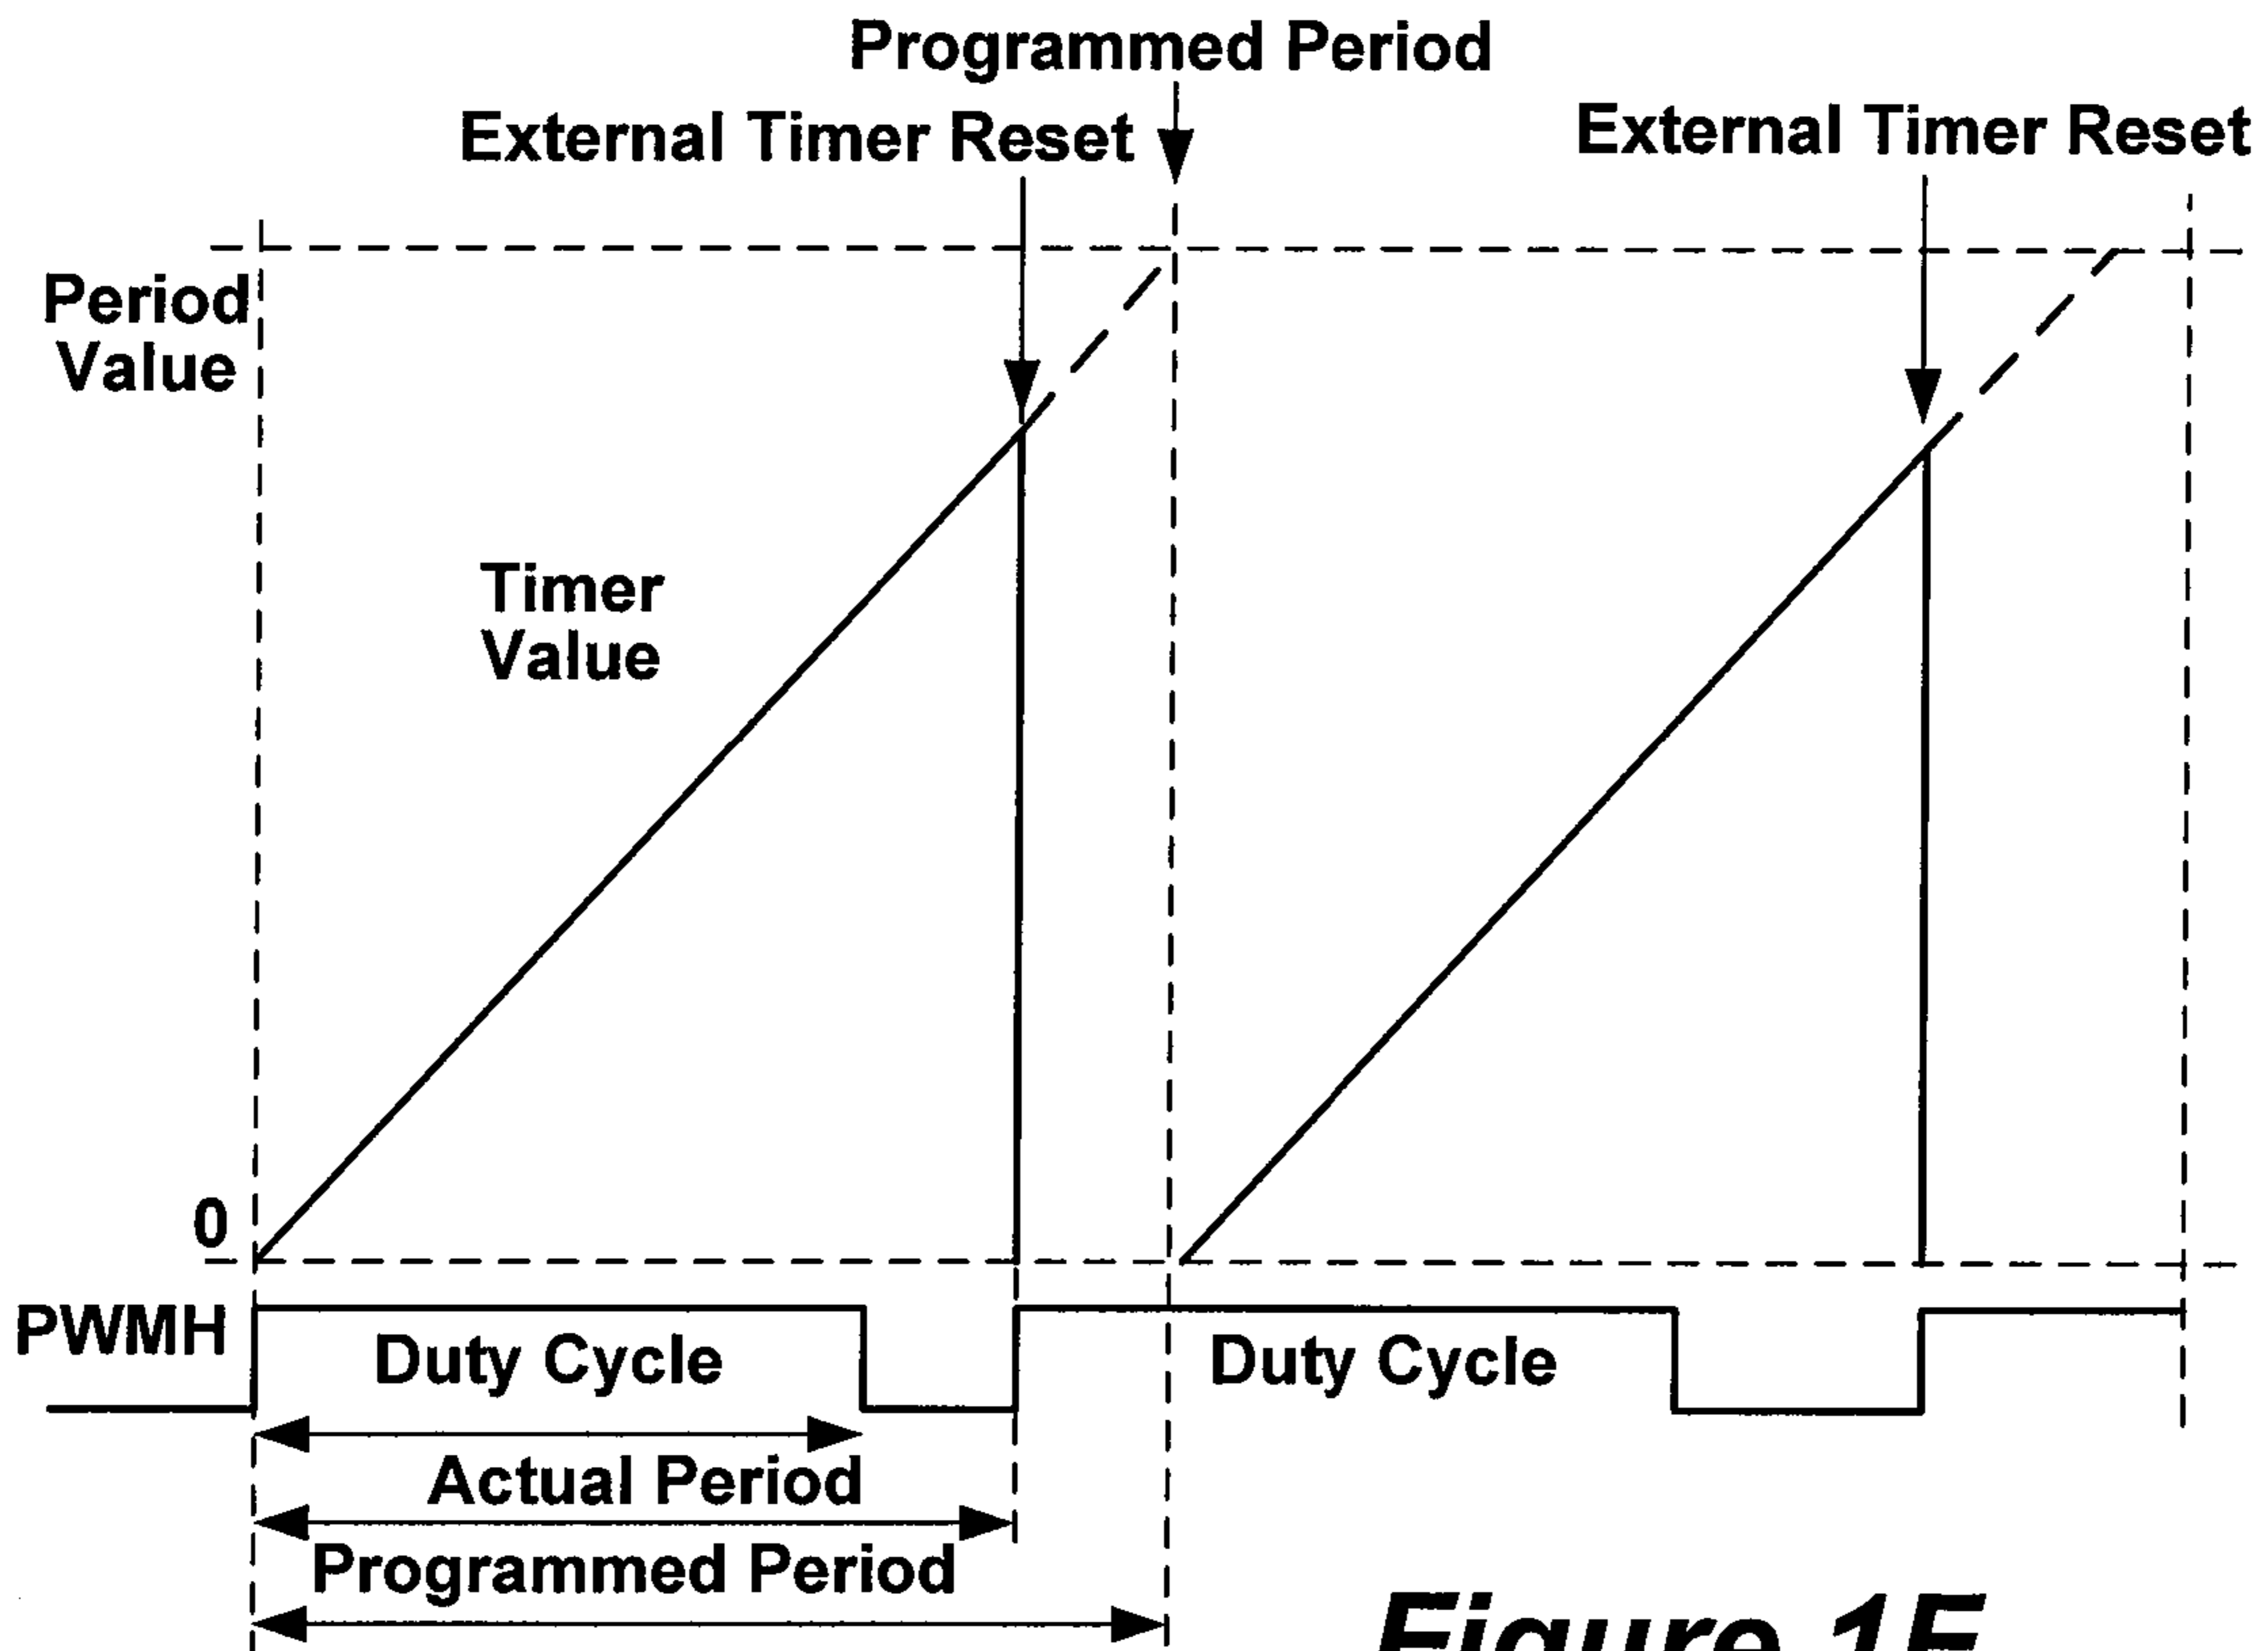 Programmed Period
External Timer Reset
External Timer Reset
Period
Value
Timer
Value
0
PWMH
Duty Cycle
Duty Cycle
Actual Period
Programmed Period
Figure